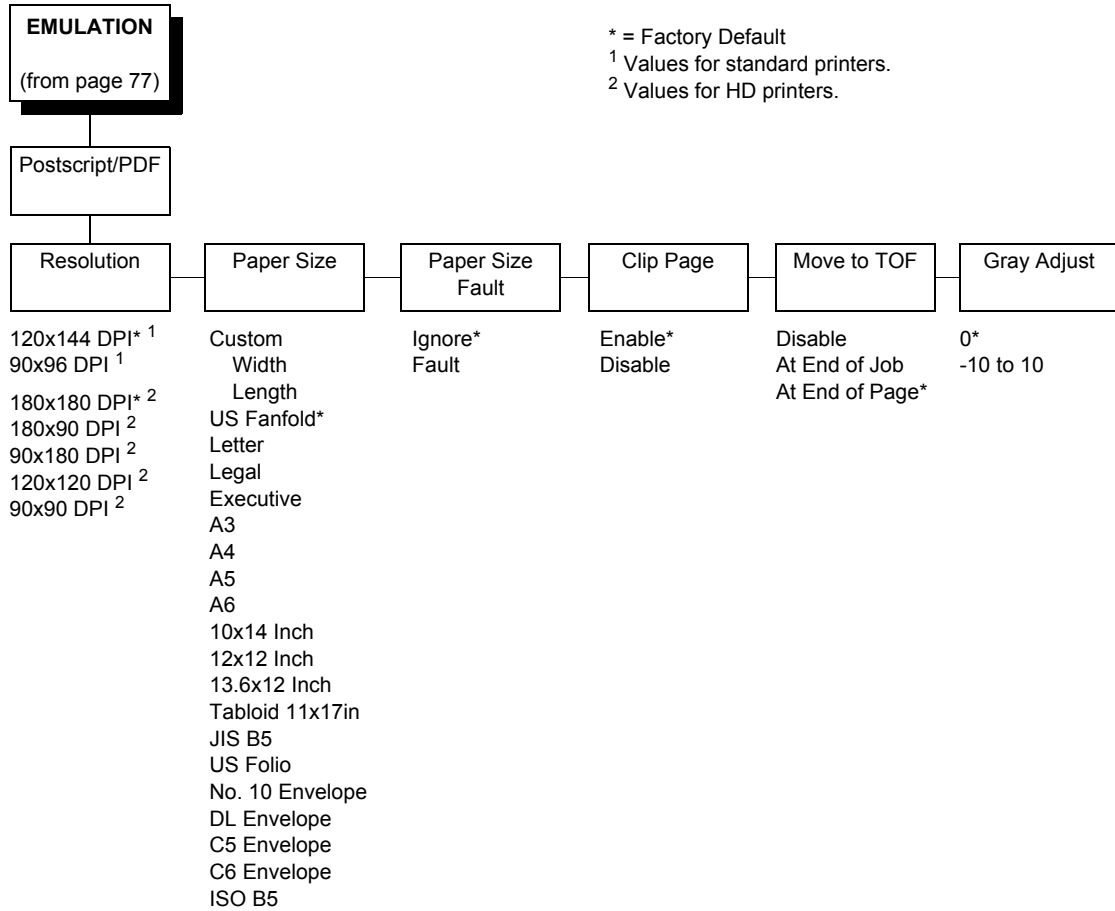 EMULATION
(from page 77)
* = Factory Default
1 Values for standard printers.
2 Values for HD printers.
Postscript/PDF
Resolution
120x144 DPI* 1
90x96 DPI 1
180x180 DPI* 2
180x90 DPI 2
90x180 DPI 2
120x120 DPI 2
90x90 DPI 2
Paper Size
Custom
Width
Length
US Fanfold*
Letter
Legal
Executive
A3
A4
A5
A6
10x14 Inch
12x12 Inch
13.6x12 Inch
Tabloid 11x17in
JIS B5
US Folio
No. 10 Envelope
DL Envelope
C5 Envelope
C6 Envelope
ISO B5
Paper Size
Fault
Ignore*
Fault
Clip Page
Enable*
Disable
Move to TOF
Disable
At End of Job
At End of Page*
Gray Adjust
0*
-10 to 10